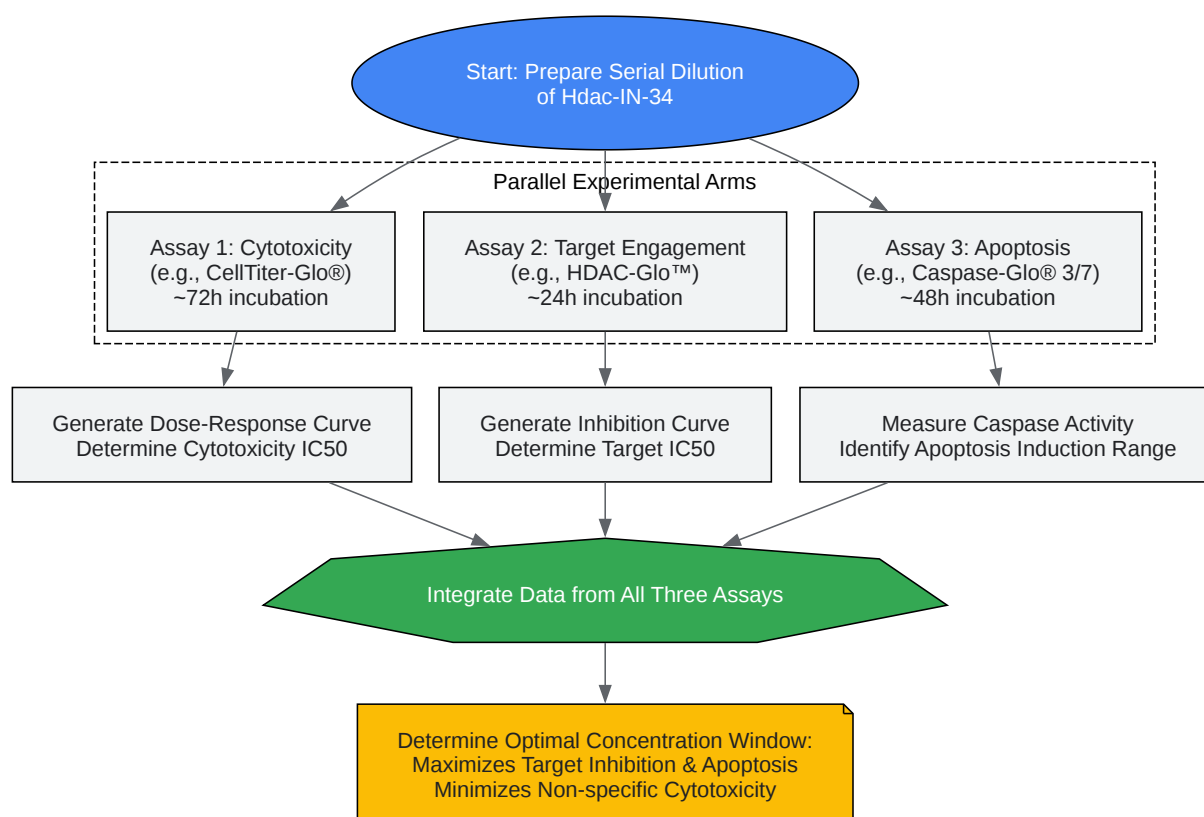 Start: Prepare Serial Dilution
of Hdac-IN-34
Parallel Experimental Arms
Assay 1: Cytotoxicity
(e.g., CellTiter-Glo®)
~72h incubation
Assay 2: Target Engagement
(e.g., HDAC-Glo™)
~24h incubation
Assay 3: Apoptosis
(e.g., Caspase-Glo® 3/7)
~48h incubation
Generate Dose-Response Curve
Determine Cytotoxicity IC50
Generate Inhibition Curve
Determine Target IC50
Measure Caspase Activity
Identify Apoptosis Induction Range
Integrate Data from All Three Assays
Determine Optimal Concentration Window:
Maximizes Target Inhibition & Apoptosis
Minimizes Non-specific Cytotoxicity